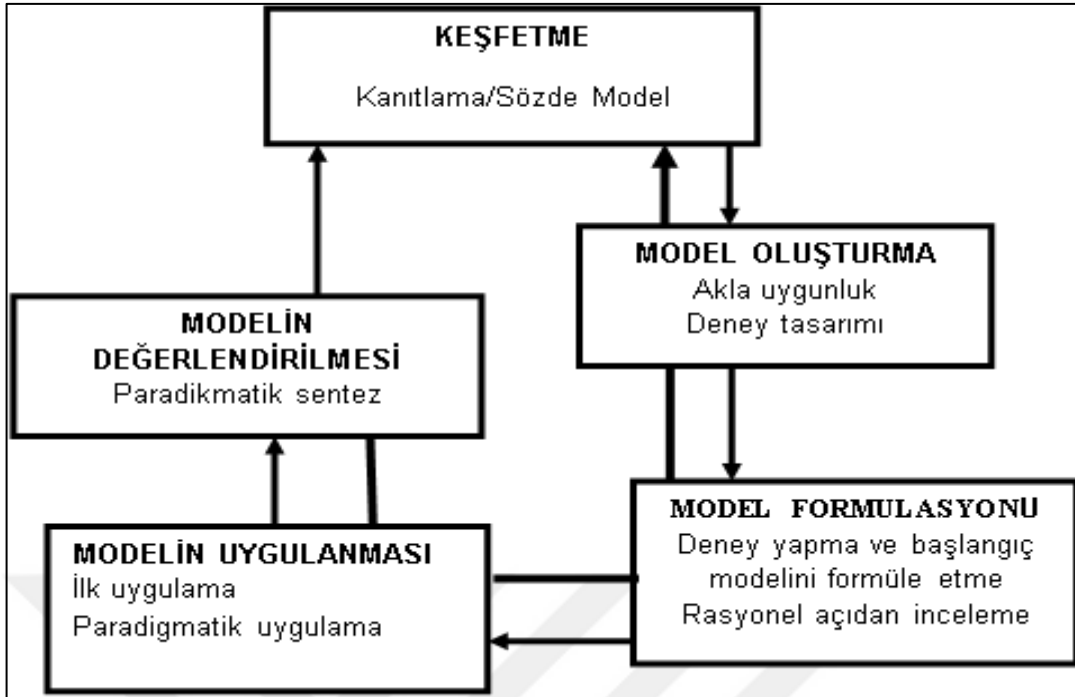 KEŞFETME
Kanıtlama/Sözde Model
MODEL OLUŞTURMA
Akla uygunluk
Deney tasarımı
MODEL FORMULASYONU
Deney yapma ve başlangıç
modelini formüle etme
Rasyonel açıdan inceleme
MODELİN UYGULANMASI
İlk uygulama
Paradigmatik uygulama
MODELİN
DEĞERLENDİRİLMESİ
Paradikmatik sentez